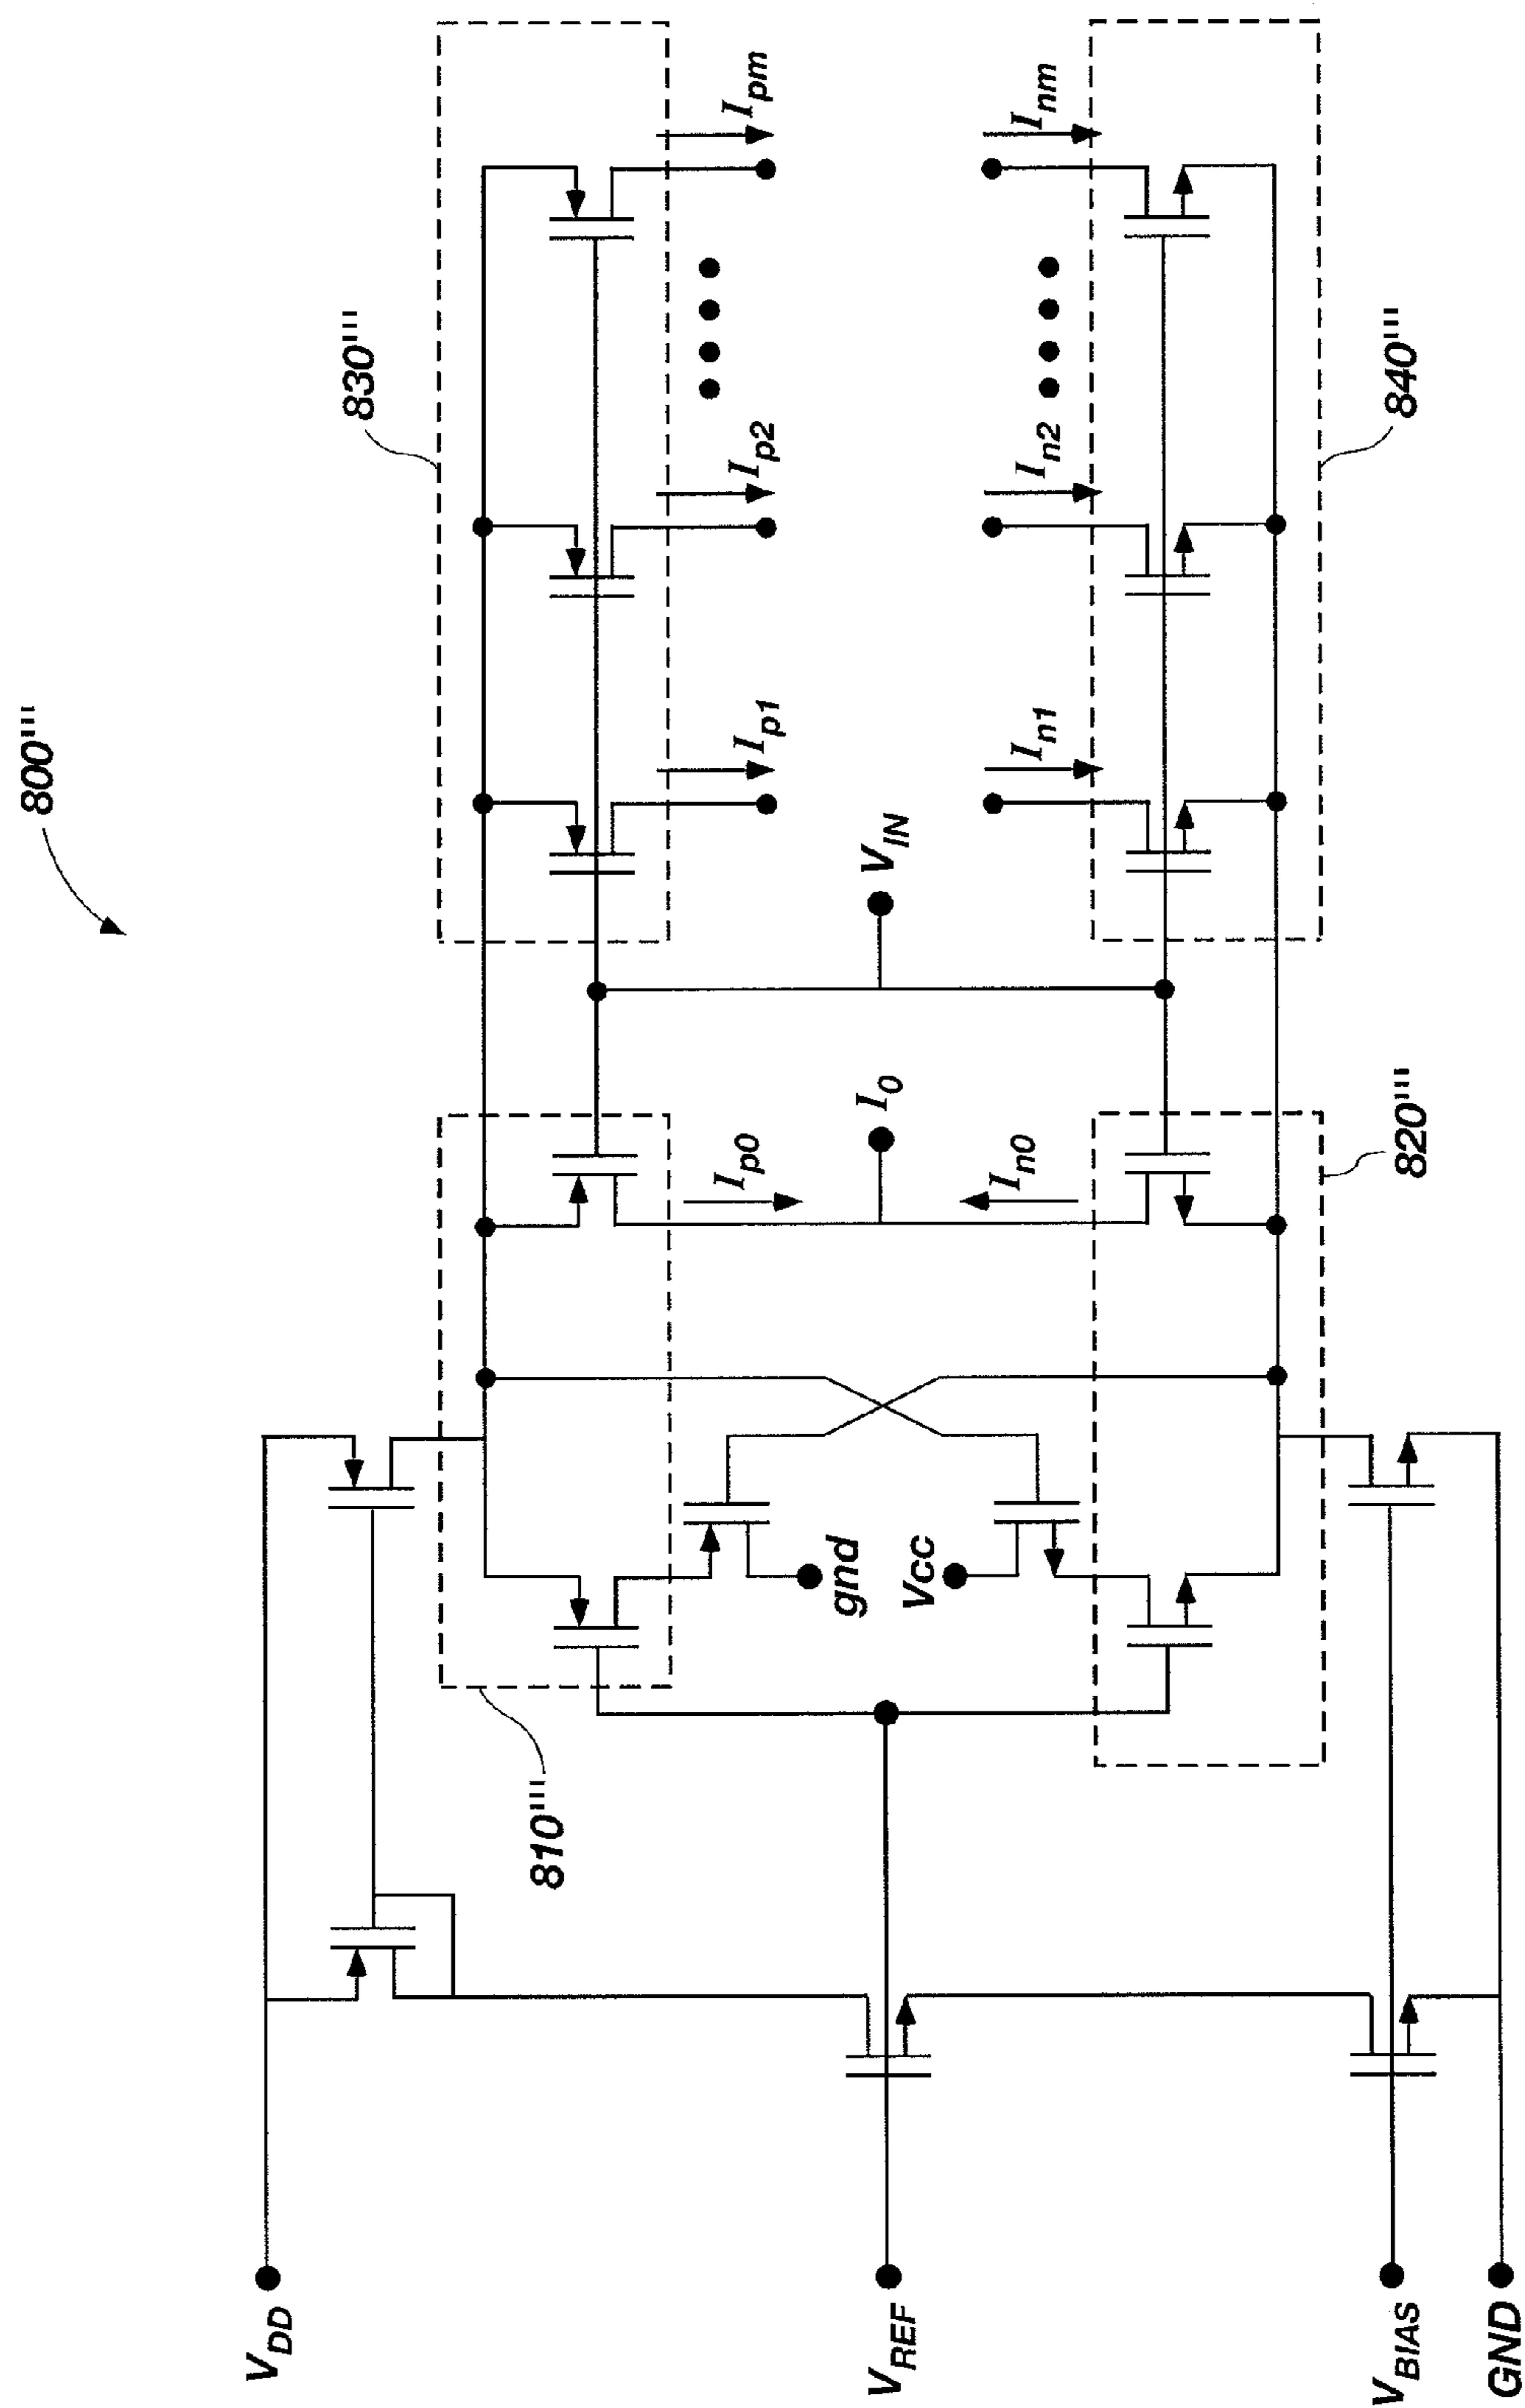 800''''
830''''
I_pm
I_nm
I_p2
I_n2
840''''
I_p1
I_n1
V_IN
I_0
I_p0
I_n0
820''''
gnd
Vcc
810''''
V_DD
V_REF
V_BIAS
GND